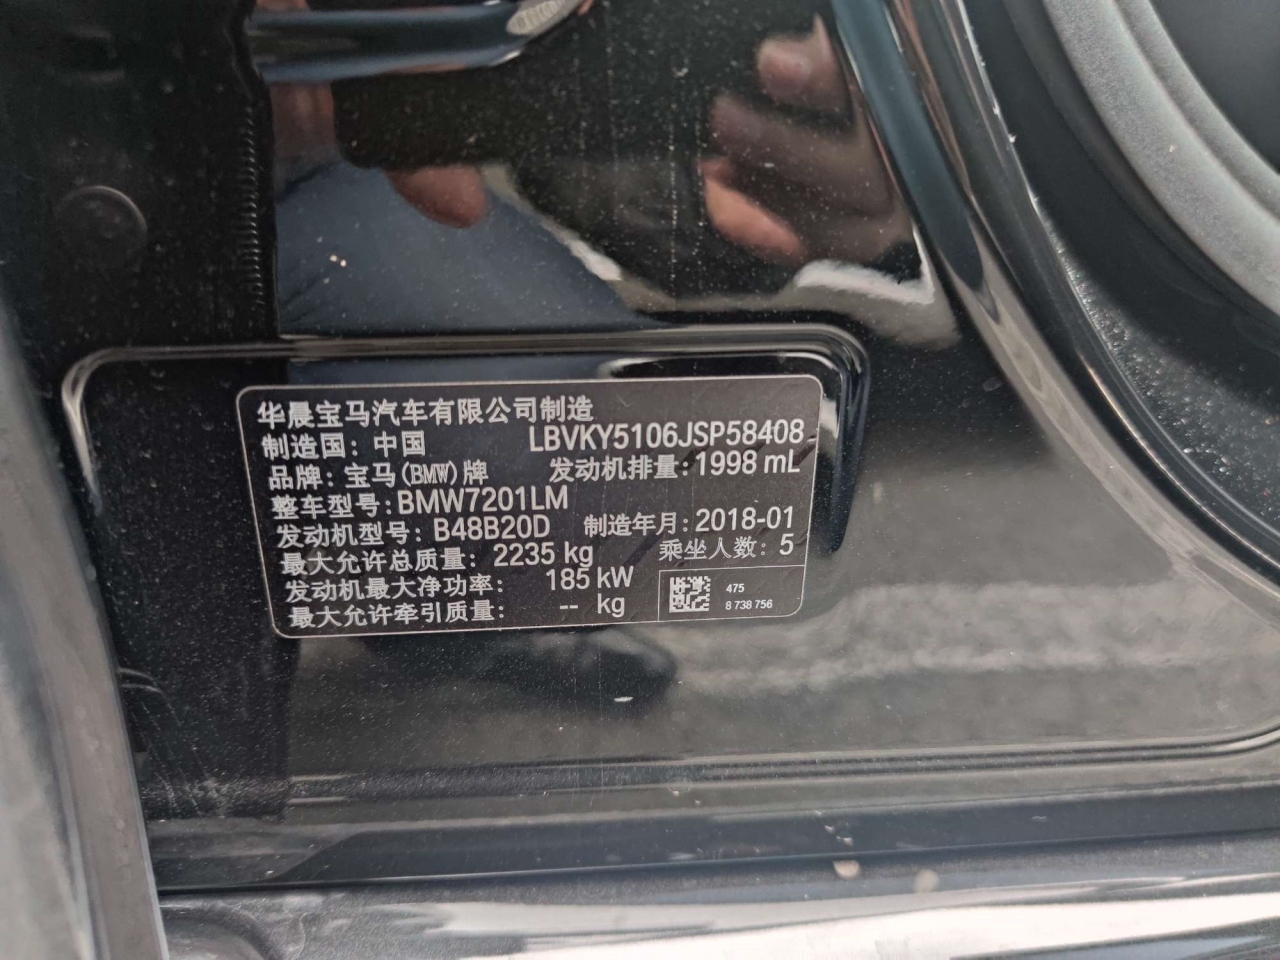 华晨宝马汽车有限公司制造
制造国：中国 LBVKY5106JSP58408
品牌：宝马(BMW)牌 发动机排量：1998 mL
整车型号：BMW7201LM
发动机型号：B48B20D 制造年月：2018-01
最大允许总质量：2235 kg 乘坐人数：5
发动机最大净功率：185 kW
最大允许牵引质量：-- kg
475
8 738 756